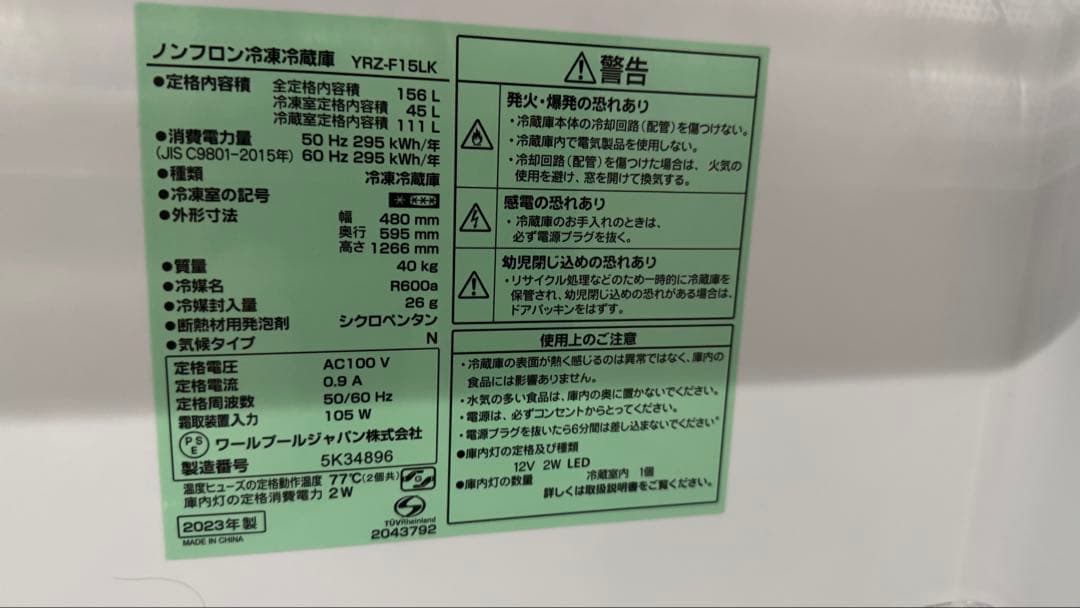 ノンフロン冷凍冷蔵庫 YRZ-F15LK
●定格内容積 全定格内容積 156 L
冷凍室定格内容積 45 L
冷蔵室定格内容積 111 L
●消費電力量 50 Hz 295 kWh/年
(JIS C9801-2015年) 60 Hz 295 kWh/年
●種類 冷凍冷蔵庫
●冷凍室の記号 * ***
●外形寸法 幅 480 mm
奥行 595 mm
高さ 1266 mm
●質量 40 kg
●冷媒名 R600a
●冷媒封入量 26 g
●断熱材用発泡剤 シクロペンタン
●気候タイプ N
定格電圧 AC100 V
定格電流 0.9 A
定格周波数 50/60 Hz
霜取装置入力 105 W
PSE ワールプールジャパン株式会社
製造番号 5K34896
温度ヒューズの定格動作温度 77℃(2個共)
庫内灯の定格消費電力 2 W
2023年 製
MADE IN CHINA
TÜVRheinland
2043792
警告
発火・爆発の恐れあり
・冷蔵庫本体の冷却回路(配管)を傷つけない。
・冷蔵庫内で電気製品を使用しない。
・冷却回路(配管)を傷つけた場合は、火気の
使用を避け、窓を開けて換気する。
感電の恐れあり
・冷蔵庫のお手入れのときは、
必ず電源プラグを抜く。
幼児閉じ込めの恐れあり
・リサイクル処理などのため一時的に冷蔵庫を
保管され、幼児閉じ込めの恐れがある場合は、
ドアパッキンをはずす。
使用上のご注意
・冷蔵庫の表面が熱く感じるのは異常ではなく、庫内の
食品には影響ありません。
・水気の多い食品は、庫内の奥に置かないでください。
・電源は、必ずコンセントからとってください。
・電源プラグを抜いたら6分間は差し込まないでください。
●庫内灯の定格及び種類
12V 2W LED
●庫内灯の数量 冷蔵室内 1個
詳しくは取扱説明書をご覧ください。